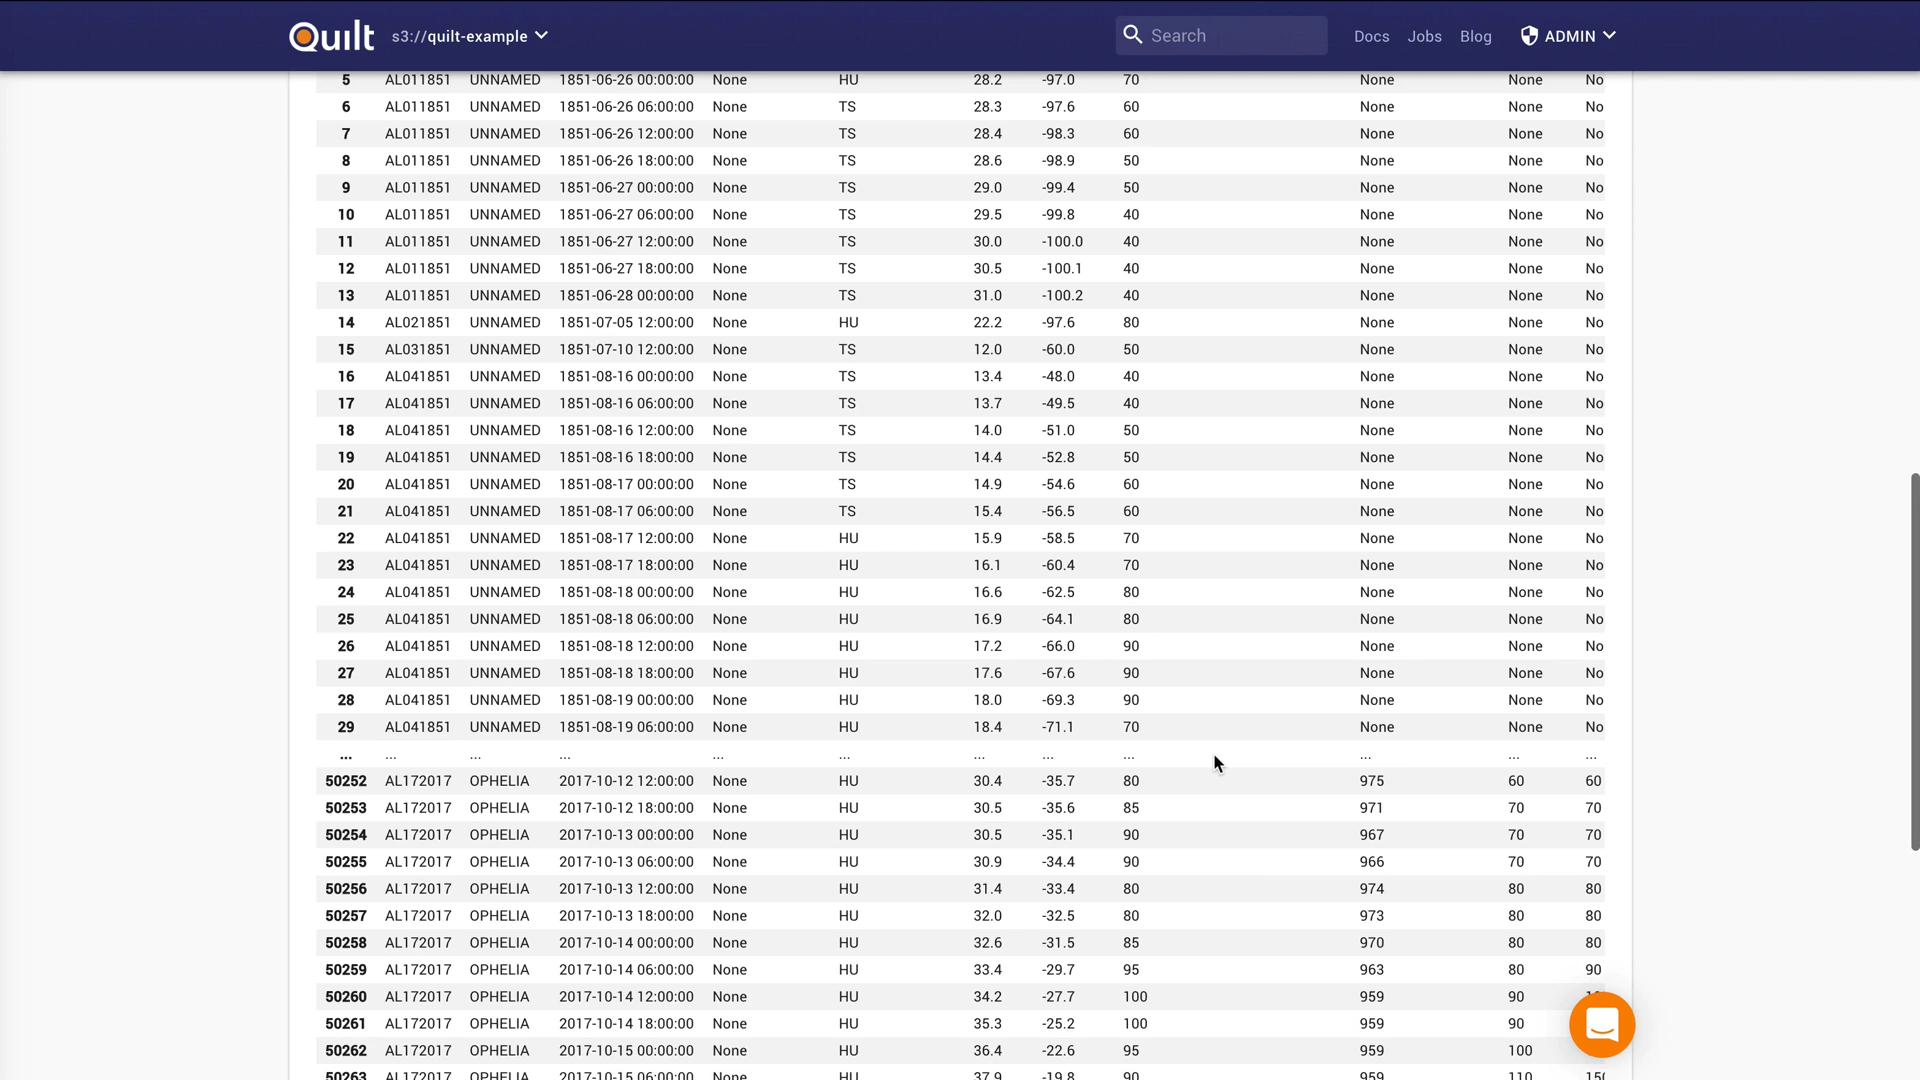 Quilt s3://quilt-example Search Docs Jobs Blog ADMIN
5 AL011851 UNNAMED 1851-06-26 00:00:00 None HU 28.2 -97.0 70 None None No
6 AL011851 UNNAMED 1851-06-26 06:00:00 None TS 28.3 -97.6 60 None None No
7 AL011851 UNNAMED 1851-06-26 12:00:00 None TS 28.4 -98.3 60 None None No
8 AL011851 UNNAMED 1851-06-26 18:00:00 None TS 28.6 -98.9 50 None None No
9 AL011851 UNNAMED 1851-06-27 00:00:00 None TS 29.0 -99.4 50 None None No
10 AL011851 UNNAMED 1851-06-27 06:00:00 None TS 29.5 -99.8 40 None None No
11 AL011851 UNNAMED 1851-06-27 12:00:00 None TS 30.0 -100.0 40 None None No
12 AL011851 UNNAMED 1851-06-27 18:00:00 None TS 30.5 -100.1 40 None None No
13 AL011851 UNNAMED 1851-06-28 00:00:00 None TS 31.0 -100.2 40 None None No
14 AL021851 UNNAMED 1851-07-05 12:00:00 None HU 22.2 -97.6 80 None None No
15 AL031851 UNNAMED 1851-07-10 12:00:00 None TS 12.0 -60.0 50 None None No
16 AL041851 UNNAMED 1851-08-16 00:00:00 None TS 13.4 -48.0 40 None None No
17 AL041851 UNNAMED 1851-08-16 06:00:00 None TS 13.7 -49.5 40 None None No
18 AL041851 UNNAMED 1851-08-16 12:00:00 None TS 14.0 -51.0 50 None None No
19 AL041851 UNNAMED 1851-08-16 18:00:00 None TS 14.4 -52.8 50 None None No
20 AL041851 UNNAMED 1851-08-17 00:00:00 None TS 14.9 -54.6 60 None None No
21 AL041851 UNNAMED 1851-08-17 06:00:00 None TS 15.4 -56.5 60 None None No
22 AL041851 UNNAMED 1851-08-17 12:00:00 None HU 15.9 -58.5 70 None None No
23 AL041851 UNNAMED 1851-08-17 18:00:00 None HU 16.1 -60.4 70 None None No
24 AL041851 UNNAMED 1851-08-18 00:00:00 None HU 16.6 -62.5 80 None None No
25 AL041851 UNNAMED 1851-08-18 06:00:00 None HU 16.9 -64.1 80 None None No
26 AL041851 UNNAMED 1851-08-18 12:00:00 None HU 17.2 -66.0 90 None None No
27 AL041851 UNNAMED 1851-08-18 18:00:00 None HU 17.6 -67.6 90 None None No
28 AL041851 UNNAMED 1851-08-19 00:00:00 None HU 18.0 -69.3 90 None None No
29 AL041851 UNNAMED 1851-08-19 06:00:00 None HU 18.4 -71.1 70 None None No
... ... ... ... ... ... ... ... ... ... ... ...
50252 AL172017 OPHELIA 2017-10-12 12:00:00 None HU 30.4 -35.7 80 975 60 60
50253 AL172017 OPHELIA 2017-10-12 18:00:00 None HU 30.5 -35.6 85 971 70 70
50254 AL172017 OPHELIA 2017-10-13 00:00:00 None HU 30.5 -35.1 90 967 70 70
50255 AL172017 OPHELIA 2017-10-13 06:00:00 None HU 30.9 -34.4 90 966 70 70
50256 AL172017 OPHELIA 2017-10-13 12:00:00 None HU 31.4 -33.4 80 974 80 80
50257 AL172017 OPHELIA 2017-10-13 18:00:00 None HU 32.0 -32.5 80 973 80 80
50258 AL172017 OPHELIA 2017-10-14 00:00:00 None HU 32.6 -31.5 85 970 80 80
50259 AL172017 OPHELIA 2017-10-14 06:00:00 None HU 33.4 -29.7 95 963 80 90
50260 AL172017 OPHELIA 2017-10-14 12:00:00 None HU 34.2 -27.7 100 959 90
50261 AL172017 OPHELIA 2017-10-14 18:00:00 None HU 35.3 -25.2 100 959 90
50262 AL172017 OPHELIA 2017-10-15 00:00:00 None HU 36.4 -22.6 95 959 100
50263 AL172017 OPHELIA 2017-10-15 06:00:00 None HU 37.9 -19.8 90 959 110